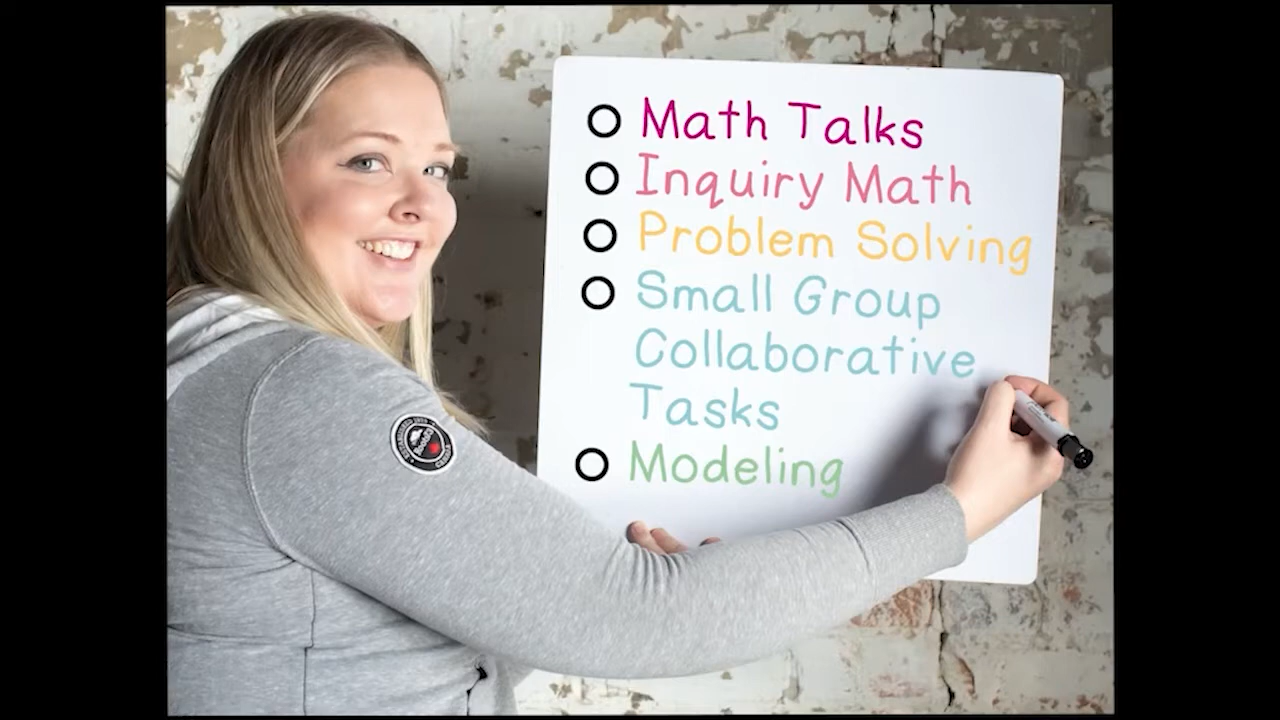 Math Talks
Inquiry Math
Problem Solving
Small Group
Collaborative
Tasks
Modeling